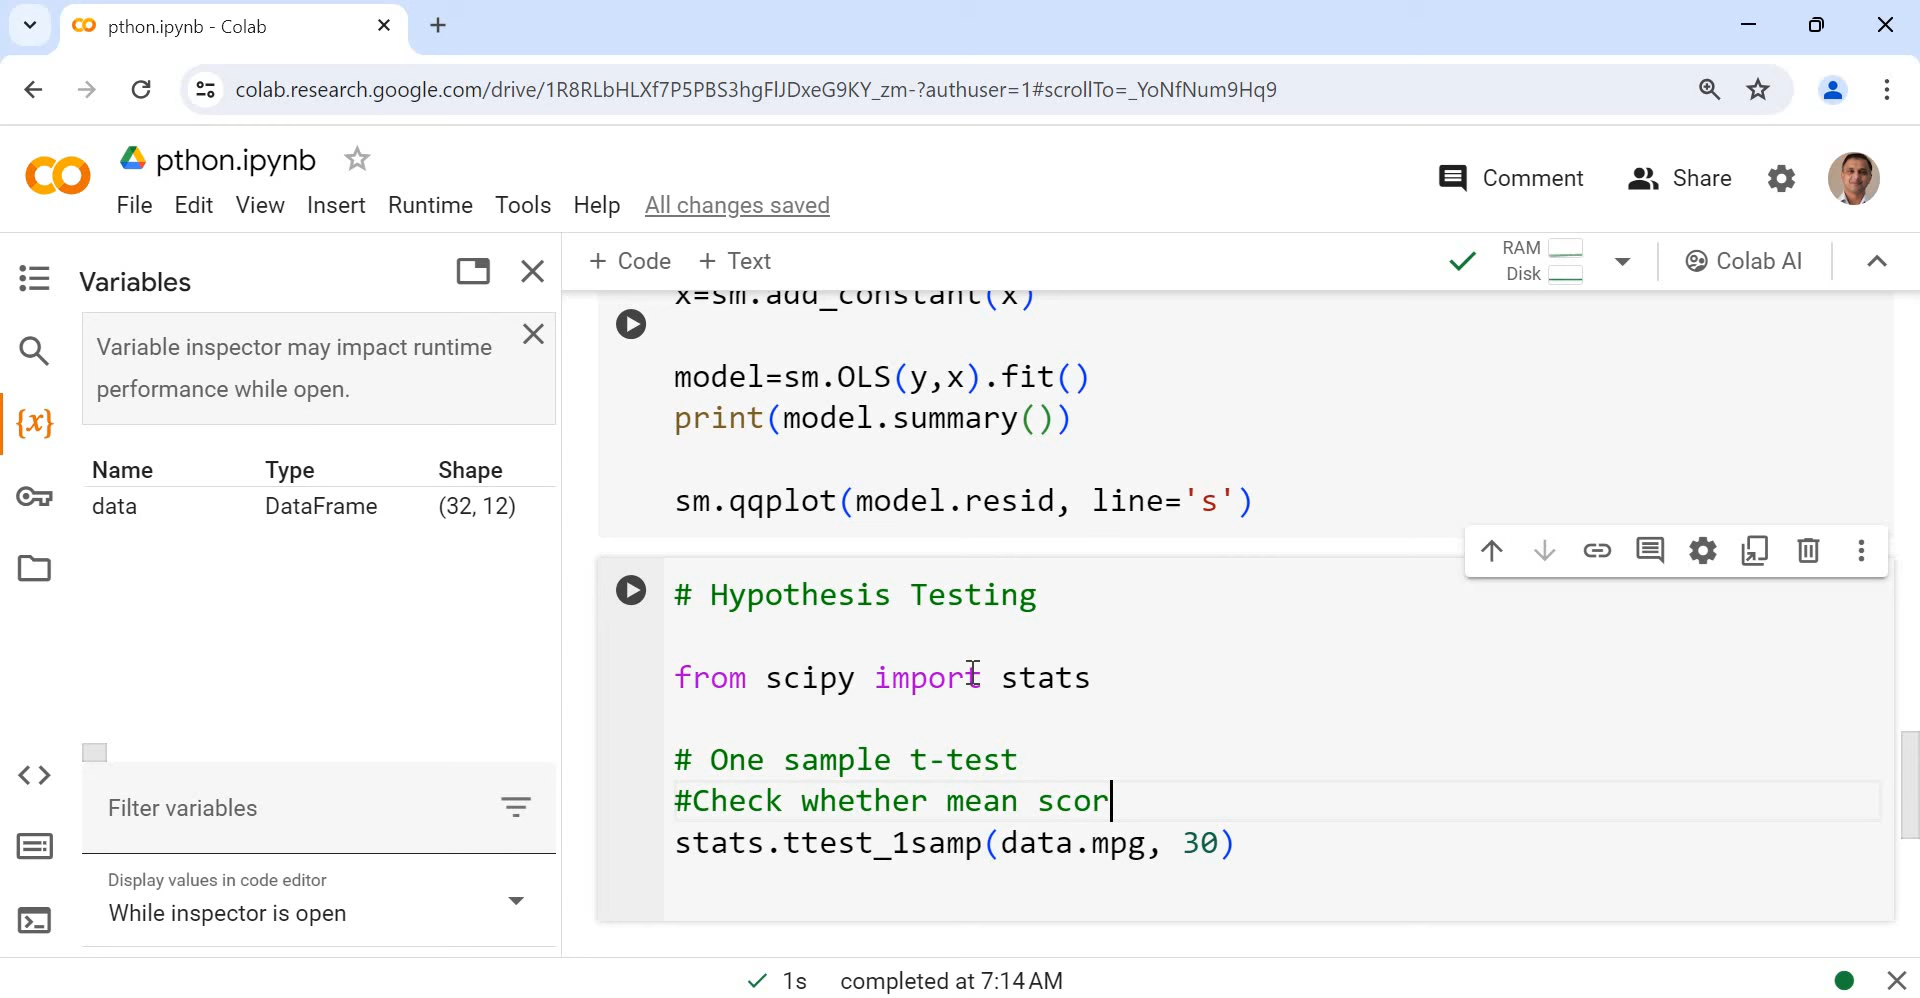 pthon.ipynb - Colab
colab.research.google.com/drive/1R8RLbHLXf7P5PBS3hgFlJDxeG9KY_zm-?authuser=1#scrollTo=_YoNfNum9Hq9
pthon.ipynb
Comment
Share
File Edit View Insert Runtime Tools Help All changes saved
Variables
+ Code + Text
RAM
Disk
Colab AI
Variable inspector may impact runtime
performance while open.
Name Type Shape
data DataFrame (32, 12)
Filter variables
Display values in code editor
While inspector is open
x=sm.add_constant(x)
model=sm.OLS(y,x).fit()
print(model.summary())
sm.qqplot(model.resid, line='s')
# Hypothesis Testing
from scipy import stats
# One sample t-test
#Check whether mean scor
stats.ttest_1samp(data.mpg, 30)
1s completed at 7:14 AM